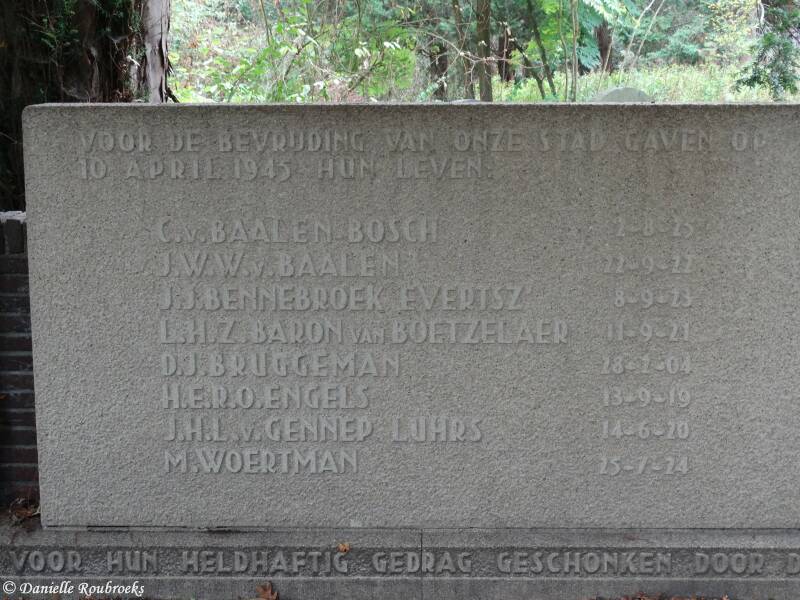 VOOR DE BEVRIJDING VAN ONZE STAD GAVEN OP
10 APRIL 1945 HUN LEVEN:
C.v.BAALEN-BOSCH 2-8-25
J.W.W.v.BAALEN 22-9-22
J.J.BENNEBROEK EVERTSZ 8-9-23
L.H.Z.BARON VAN BOETZELAER 11-9-21
D.J.BRUGGEMAN 28-2-04
H.E.R.O.ENGELS 13-9-19
J.H.L.v.GENNEP LUHRS 14-6-20
M.WOERTMAN 25-7-24
VOOR HUN HELDHAFTIG GEDRAG GESCHONKEN DOOR D
© Danielle Roubroeks